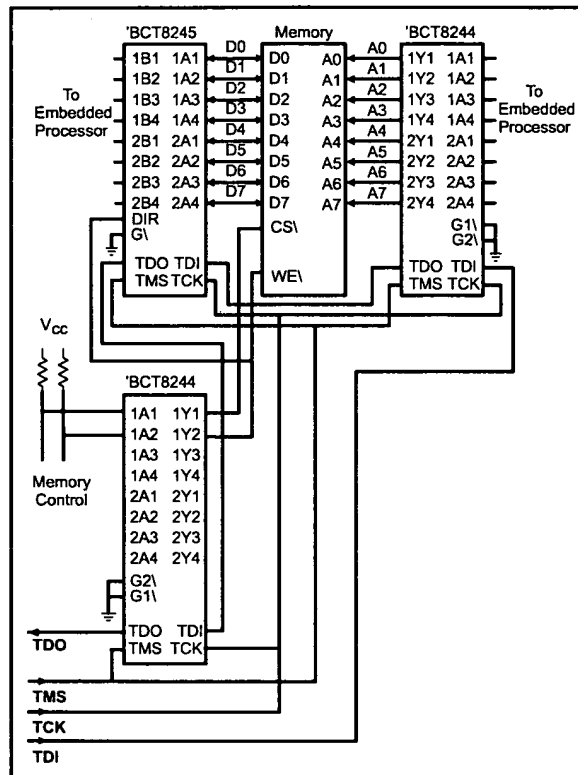 'BCT8245 Memory 'BCT8244
1B1 1A1 D0 D0 A0 A0 1Y1 1A1
1B2 1A2 D1 D1 A1 A1 1Y2 1A2
1B3 1A3 D2 D2 A2 A2 1Y3 1A3
1B4 1A4 D3 D3 A3 A3 1Y4 1A4
2B1 2A1 D4 D4 A4 A4 2Y1 2A1
2B2 2A2 D5 D5 A5 A5 2Y2 2A2
2B3 2A3 D6 D6 A6 A6 2Y3 2A3
2B4 2A4 D7 D7 A7 A7 2Y4 2A4
To
Embedded
Processor
To
Embedded
Processor
DIR
G\
CS\
G1\
G2\
TDO TDI
TMS TCK
WE\
TDO TDI
TMS TCK
VCC
'BCT8244
1A1 1Y1
1A2 1Y2
1A3 1Y3
1A4 1Y4
2A1 2Y1
2A2 2Y2
2A3 2Y3
2A4 2Y4
Memory
Control
G2\
G1\
TDO TDI
TMS TCK
TDO
TMS
TCK
TDI